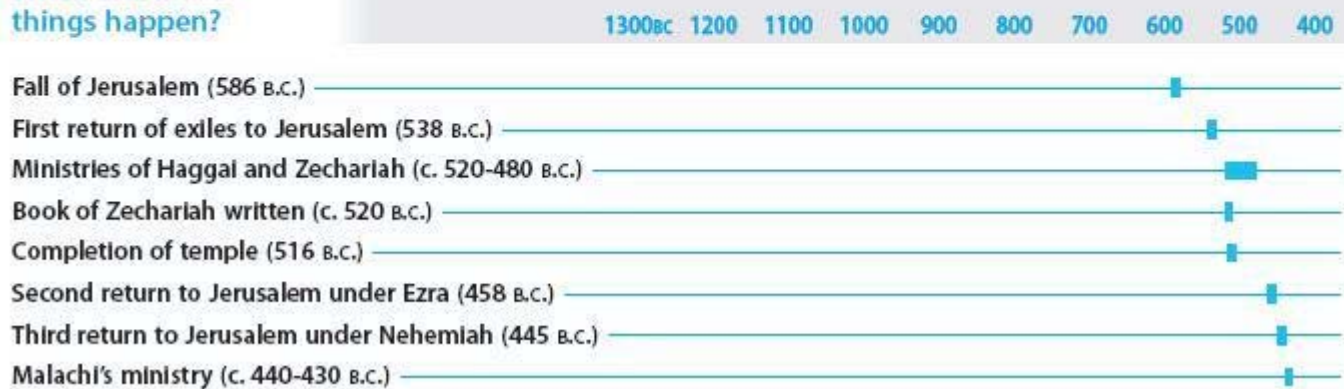 things happen? 1300BC 1200 1100 1000 900 800 700 600 500 400
Fall of Jerusalem (586 B.C.)
First return of exiles to Jerusalem (538 B.C.)
Ministries of Haggai and Zechariah (c. 520-480 B.C.)
Book of Zechariah written (c. 520 B.C.)
Completion of temple (516 B.C.)
Second return to Jerusalem under Ezra (458 B.C.)
Third return to Jerusalem under Nehemiah (445 B.C.)
Malachi's ministry (c. 440-430 B.C.)